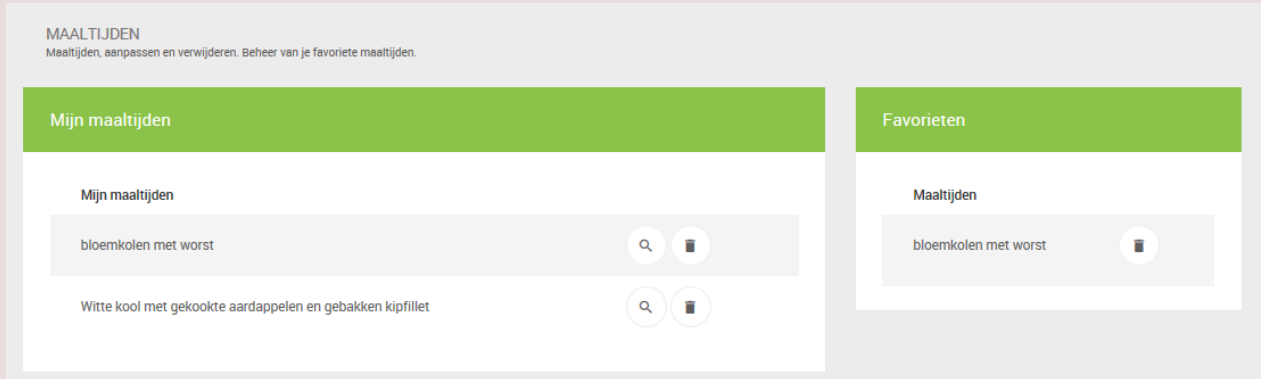 MAALTIJDEN
Maaltijden, aanpassen en verwijderen. Beheer van je favoriete maaltijden.
Mijn maaltijden
Mijn maaltijden
bloemkolen met worst
Witte kool met gekookte aardappelen en gebakken kipfillet
Favorieten
Maaltijden
bloemkolen met worst